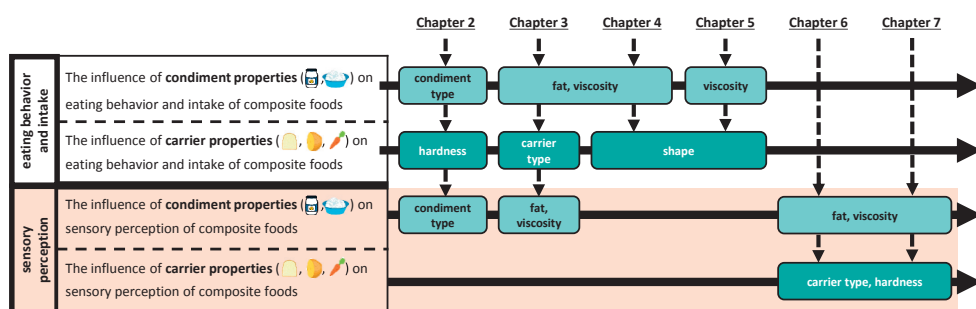 Chapter 2 Chapter 3 Chapter 4 Chapter 5 Chapter 6 Chapter 7
eating behavior
and intake
The influence of condiment properties ( , ) on
eating behavior and intake of composite foods
condiment
type
fat, viscosity
viscosity
The influence of carrier properties ( , , ) on
eating behavior and intake of composite foods
hardness
carrier
type
shape
sensory
perception
The influence of condiment properties ( , ) on
sensory perception of composite foods
condiment
type
fat,
viscosity
fat, viscosity
The influence of carrier properties ( , , ) on
sensory perception of composite foods
carrier type, hardness